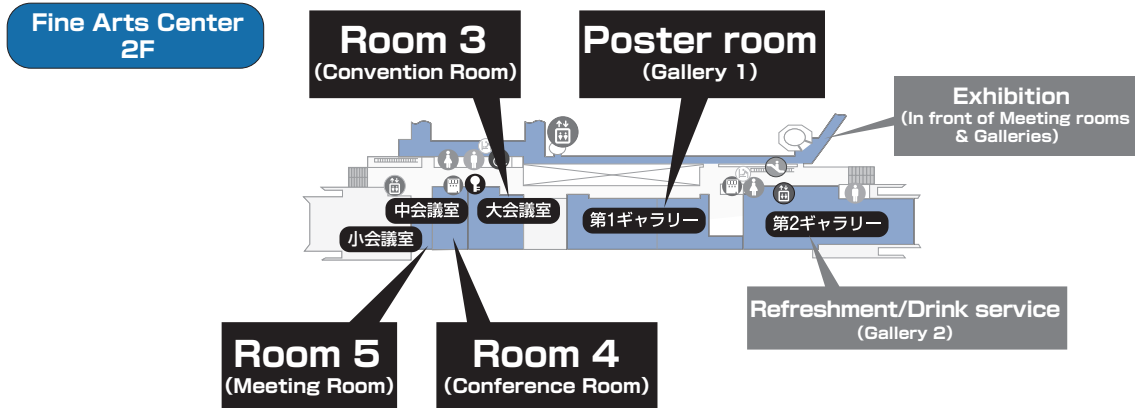 Fine Arts Center
2F
Room 3
(Convention Room)
Poster room
(Gallery 1)
Exhibition
(In front of Meeting rooms
& Galleries)
中会議室
大会議室
第1ギャラリー
第2ギャラリー
小会議室
Refreshment/Drink service
(Gallery 2)
Room 5
(Meeting Room)
Room 4
(Conference Room)